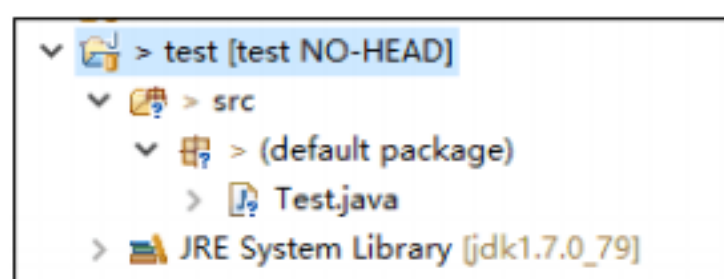 > test [test NO-HEAD]
> src
> (default package)
Test.java
JRE System Library [jdk1.7.0_79]